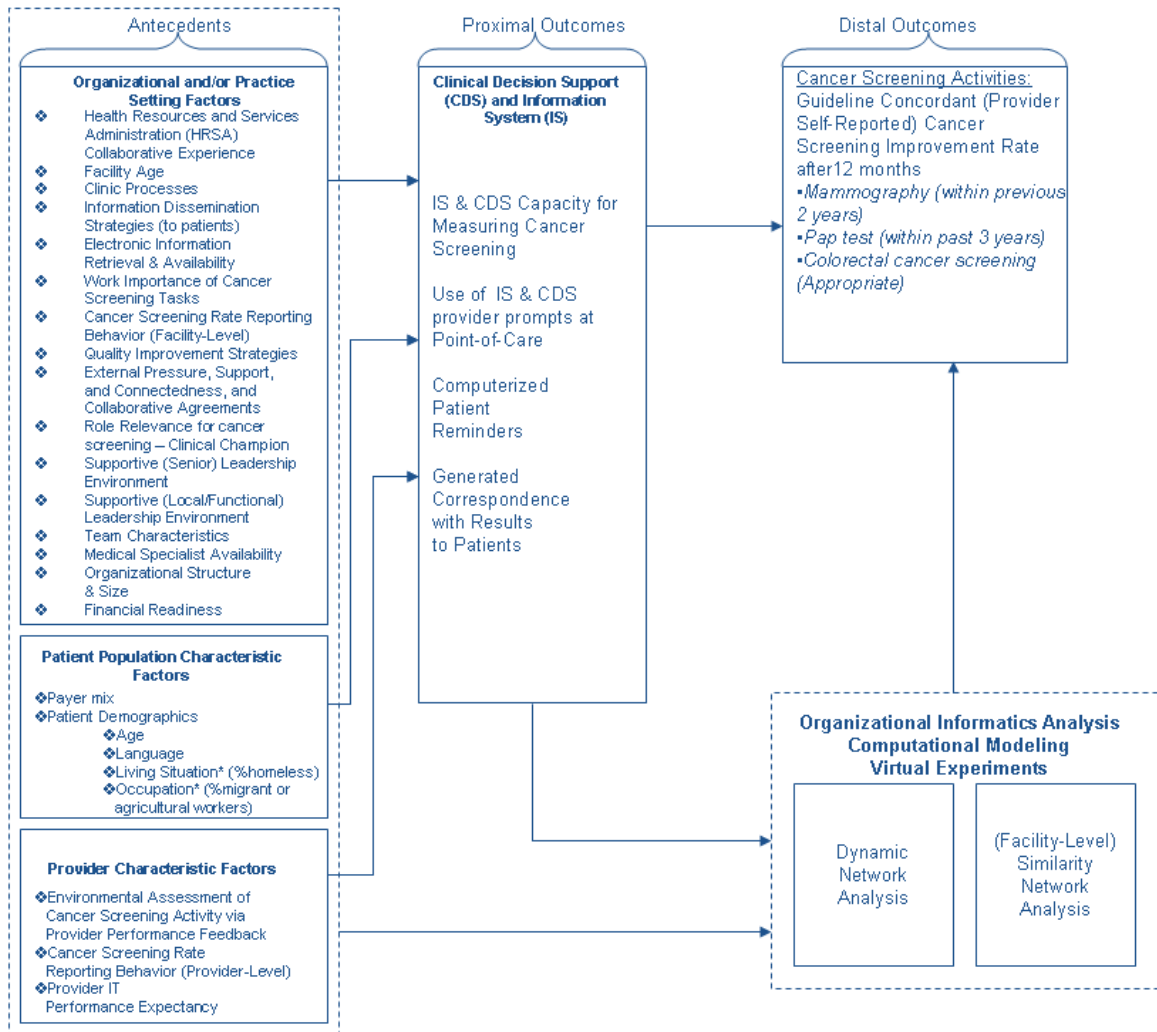 Antecedents
Organizational and/or Practice
Setting Factors
❖ Health Resources and Services
Administration (HRSA)
Collaborative Experience
❖ Facility Age
❖ Clinic Processes
❖ Information Dissemination
Strategies (to patients)
❖ Electronic Information
Retrieval & Availability
❖ Work Importance of Cancer
Screening Tasks
❖ Cancer Screening Rate Reporting
Behavior (Facility-Level)
❖ Quality Improvement Strategies
❖ External Pressure, Support,
and Connectedness, and
Collaborative Agreements
❖ Role Relevance for cancer
screening – Clinical Champion
❖ Supportive (Senior) Leadership
Environment
❖ Supportive (Local/Functional)
Leadership Environment
❖ Team Characteristics
❖ Medical Specialist Availability
❖ Organizational Structure
& Size
❖ Financial Readiness
Patient Population Characteristic
Factors
❖Payer mix
❖Patient Demographics
❖Age
❖Language
❖Living Situation* (%homeless)
❖Occupation* (%migrant or
agricultural workers)
Provider Characteristic Factors
❖Environmental Assessment of
Cancer Screening Activity via
Provider Performance Feedback
❖Cancer Screening Rate
Reporting Behavior (Provider-Level)
❖Provider IT
Performance Expectancy
Proximal Outcomes
Clinical Decision Support
(CDS) and Information
System (IS)
IS & CDS Capacity for
Measuring Cancer
Screening
Use of IS & CDS
provider prompts at
Point-of-Care
Computerized
Patient
Reminders
Generated
Correspondence
with Results
to Patients
Distal Outcomes
Cancer Screening Activities:
Guideline Concordant (Provider
Self-Reported) Cancer
Screening Improvement Rate
after12 months
▪Mammography (within previous
2 years)
▪Pap test (within past 3 years)
▪Colorectal cancer screening
(Appropriate)
Organizational Informatics Analysis
Computational Modeling
Virtual Experiments
Dynamic
Network
Analysis
(Facility-Level)
Similarity
Network
Analysis